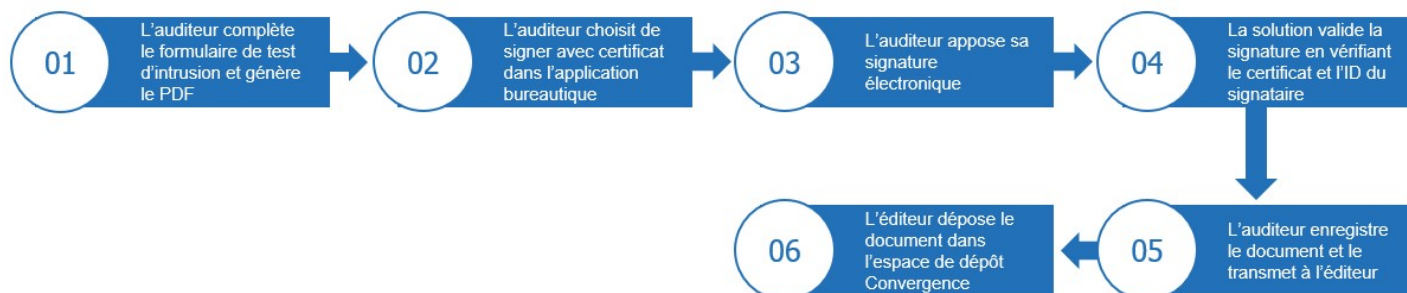 01
L’auditeur complète
le formulaire de test
d’intrusion et génère
le PDF
02
L’auditeur choisit de
signer avec certificat
dans l’application
bureautique
03
L’auditeur appose sa
signature
électronique
04
La solution valide la
signature en vérifiant
le certificat et l’ID du
signataire
05
L’auditeur enregistre
le document et le
transmet à l’éditeur
06
L’éditeur dépose le
document dans
l’espace de dépôt
Convergence